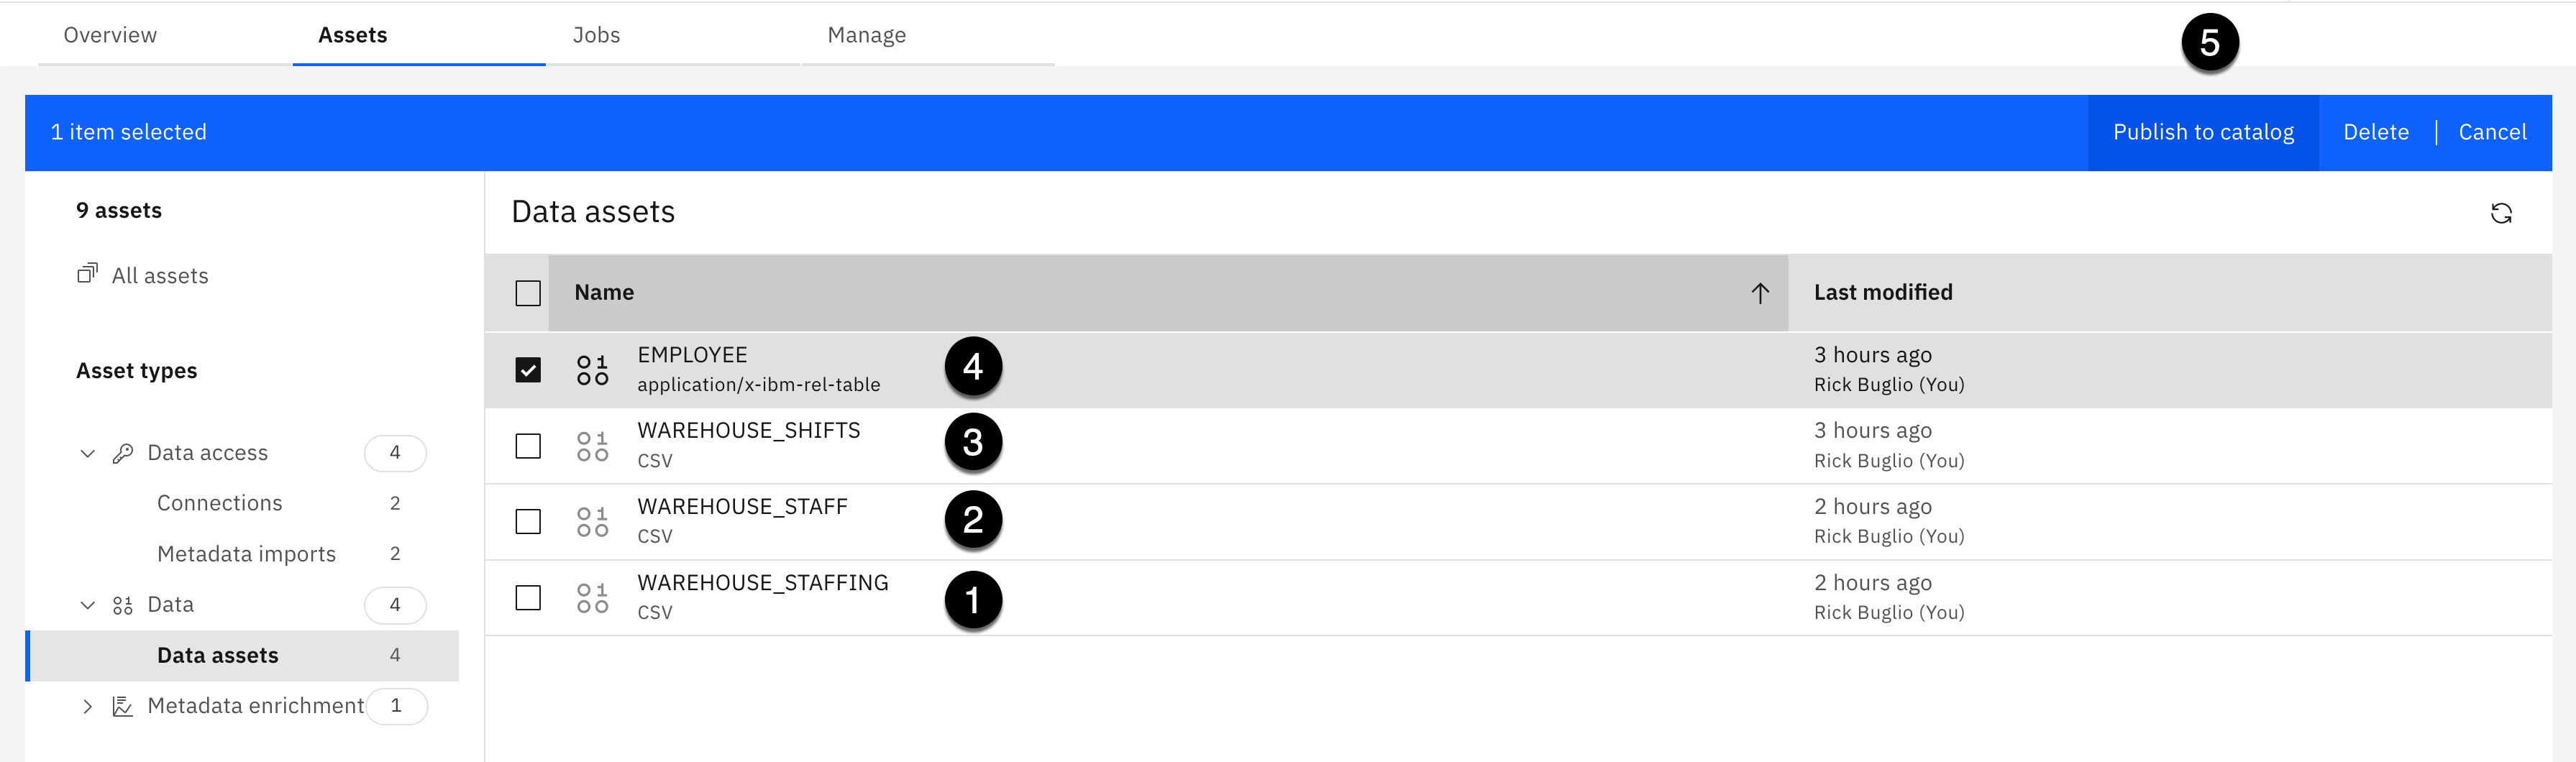 Overview Assets Jobs Manage
5
1 item selected Publish to catalog Delete | Cancel
9 assets
All assets
Asset types
Data access 4
Connections 2
Metadata imports 2
Data 4
Data assets 4
Metadata enrichment 1
Data assets
Name Last modified
EMPLOYEE 4 3 hours ago
application/x-ibm-rel-table Rick Buglio (You)
WAREHOUSE_SHIFTS 3 3 hours ago
CSV Rick Buglio (You)
WAREHOUSE_STAFF 2 2 hours ago
CSV Rick Buglio (You)
WAREHOUSE_STAFFING 1 2 hours ago
CSV Rick Buglio (You)